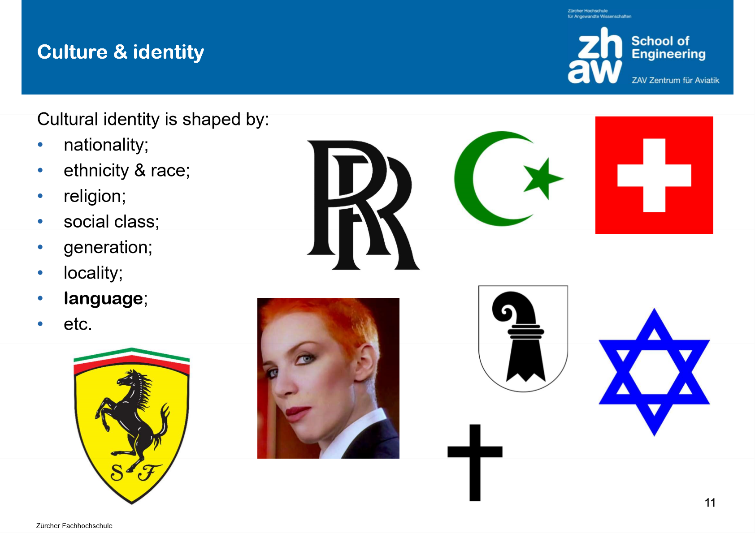 Zürcher Hochschule
für Angewandte Wissenschaften
Culture & identity
zh
aw
School of
Engineering
ZAV Zentrum für Aviatik
Cultural identity is shaped by:
• nationality;
• ethnicity & race;
• religion;
• social class;
• generation;
• locality;
• language;
• etc.
RR
S F
11
Zürcher Fachhochschule